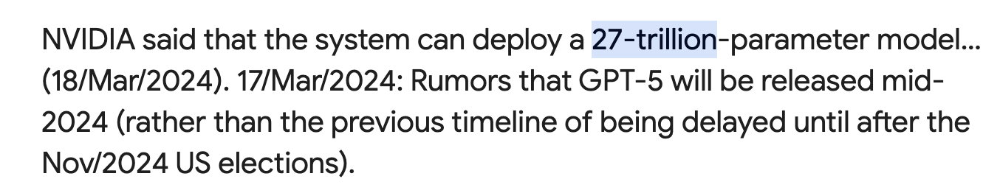 NVIDIA said that the system can deploy a 27-trillion-parameter model...
(18/Mar/2024). 17/Mar/2024: Rumors that GPT-5 will be released mid-
2024 (rather than the previous timeline of being delayed until after the
Nov/2024 US elections).